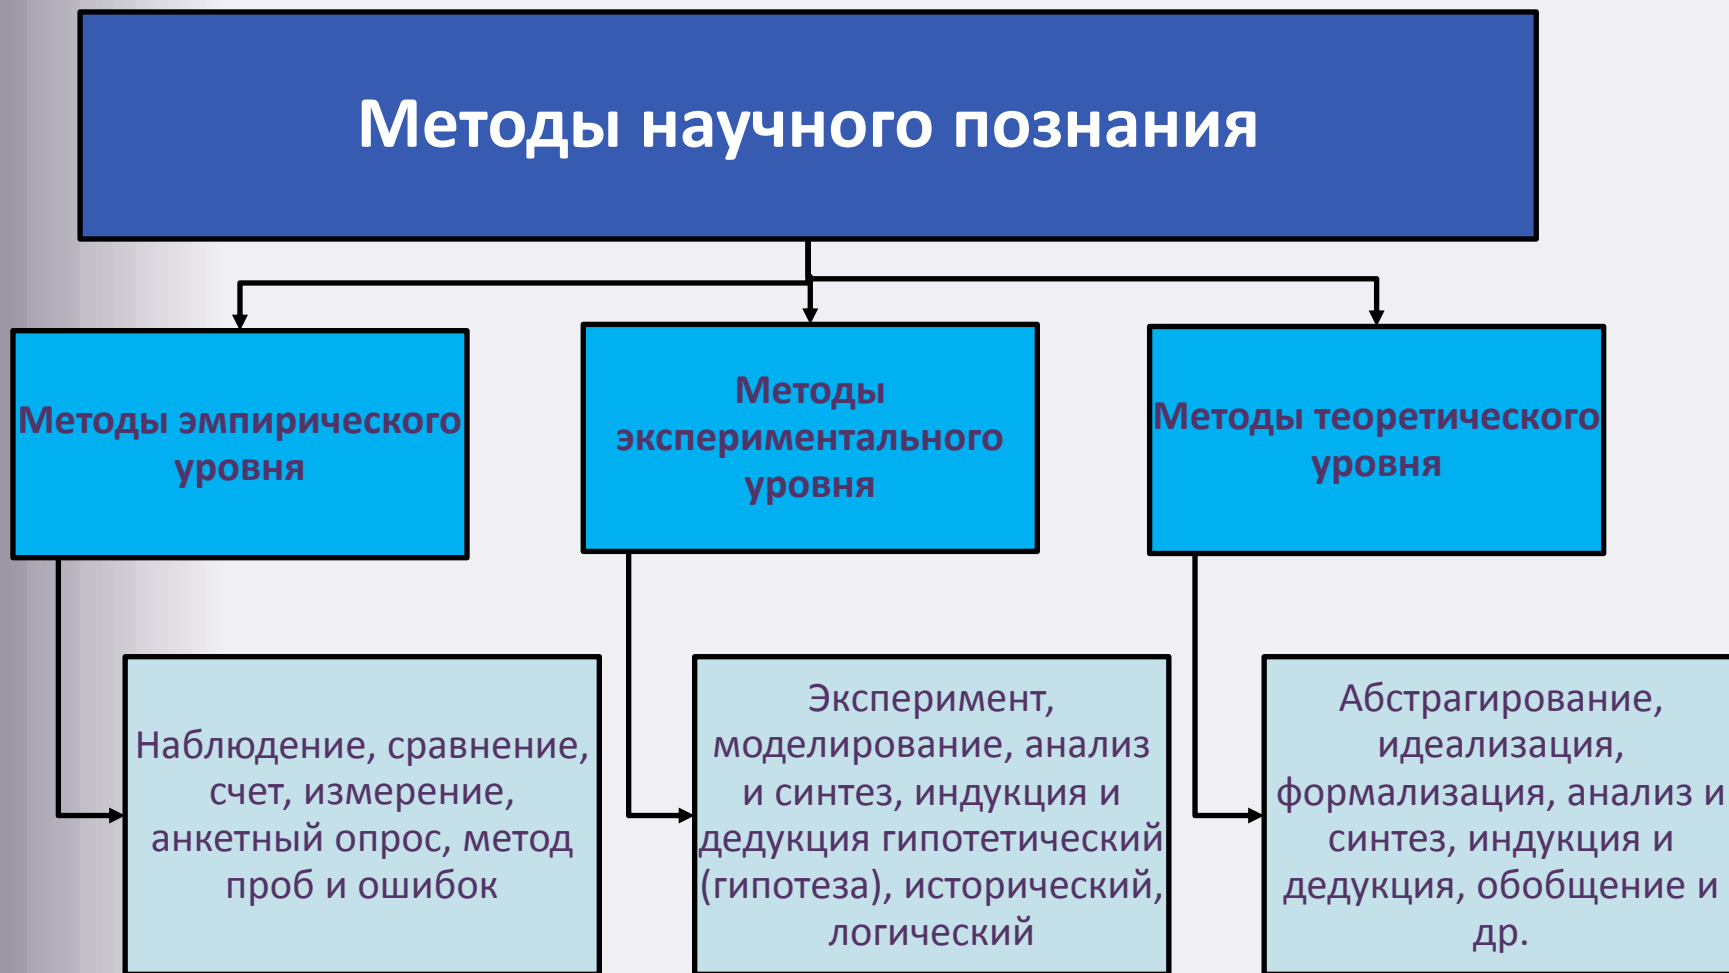 Методы научного познания
Методы эмпирического
уровня
Методы
экспериментального
уровня
Методы теоретического
уровня
Наблюдение, сравнение,
счет, измерение,
анкетный опрос, метод
проб и ошибок
Эксперимент,
моделирование, анализ
и синтез, индукция и
дедукция гипотетический
(гипотеза), исторический,
логический
Абстрагирование,
идеализация,
формализация, анализ и
синтез, индукция и
дедукция, обобщение и
др.